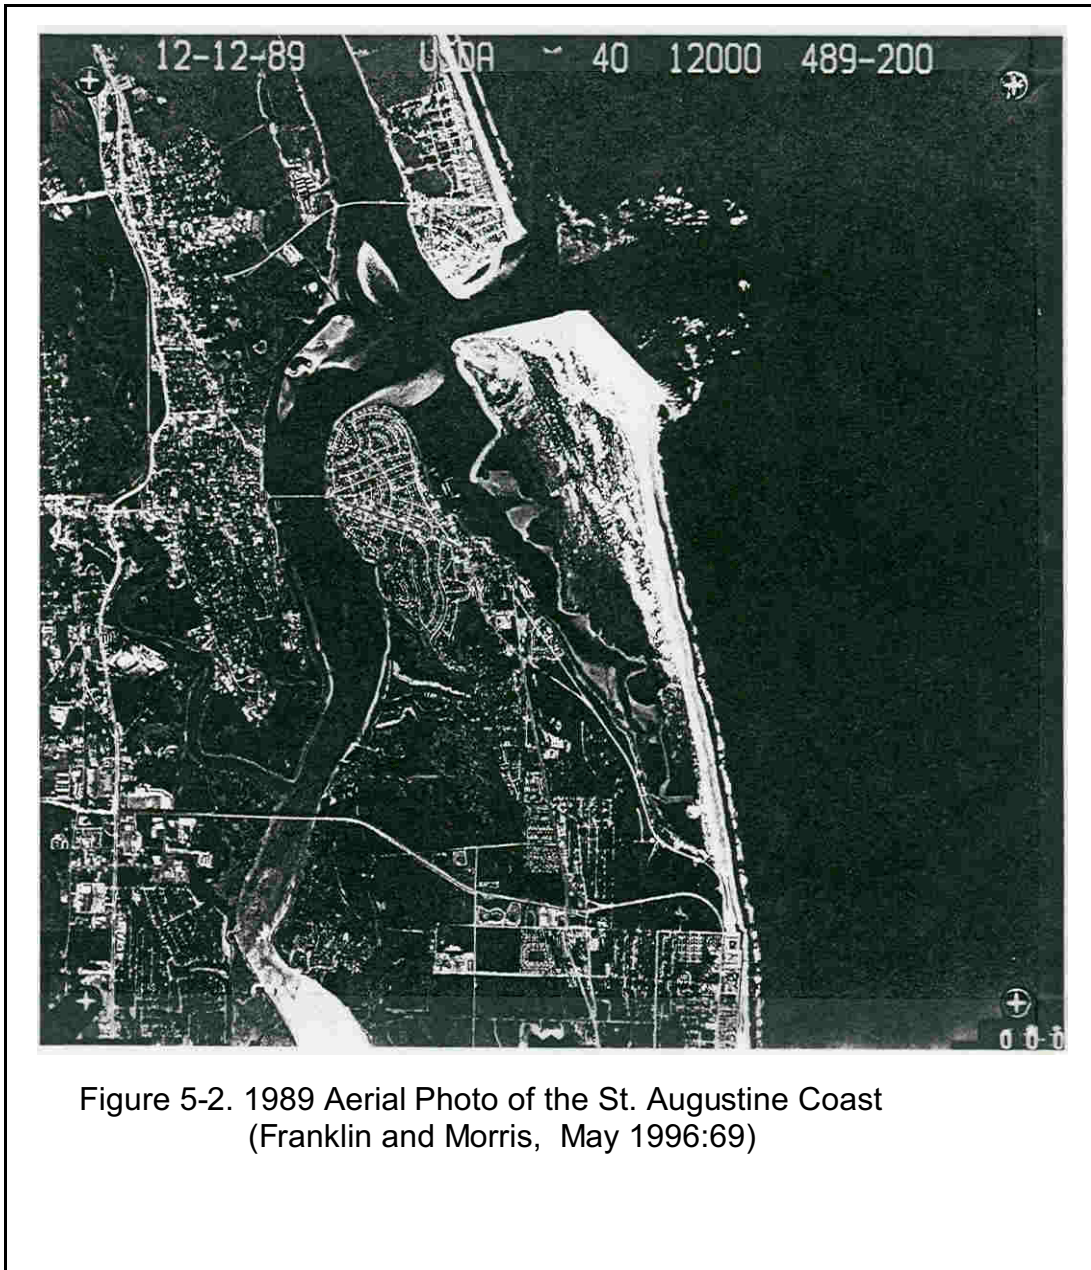 12-12-89 USDA 40 12000 489-200
Figure 5-2. 1989 Aerial Photo of the St. Augustine Coast
(Franklin and Morris, May 1996:69)